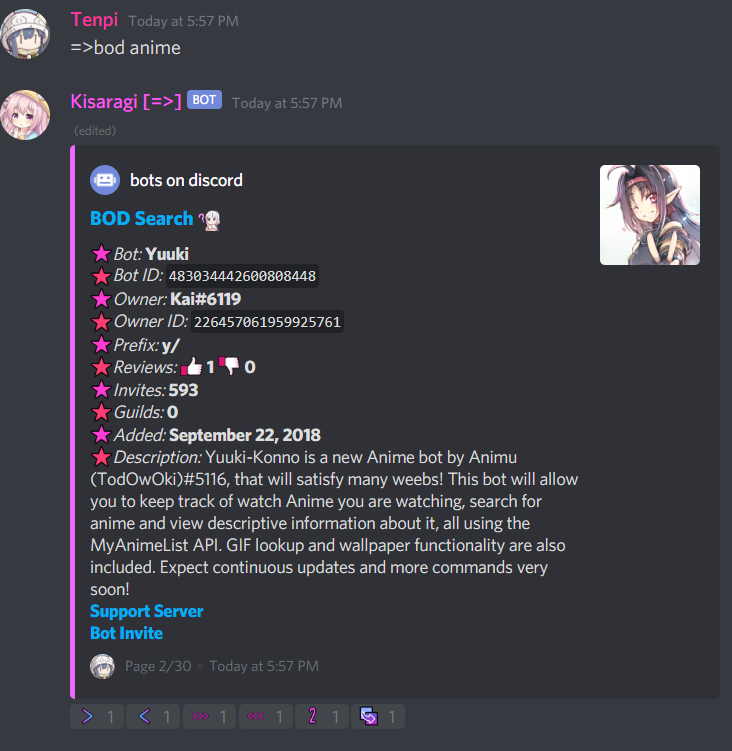 Tenpi Today at 5:57 PM
=>bod anime
Kisaragi [=>] BOT Today at 5:57 PM
(edited)
bots on discord
BOD Search
Bot: Yuuki
Bot ID: 483034442600808448
Owner: Kai#6119
Owner ID: 226457061959925761
Prefix: y/
Reviews: 1 0
Invites: 593
Guilds: 0
Added: September 22, 2018
Description: Yuuki-Konno is a new Anime bot by Animu
(TodOwOki)#5116, that will satisfy many weebs! This bot will allow
you to keep track of watch Anime you are watching, search for
anime and view descriptive information about it, all using the
MyAnimeList API. GIF lookup and wallpaper functionality are also
included. Expect continuous updates and more commands very
soon!
Support Server
Bot Invite
Page 2/30 • Today at 5:57 PM
> 1 < 1 >>> 1 <<< 1 2 1 1